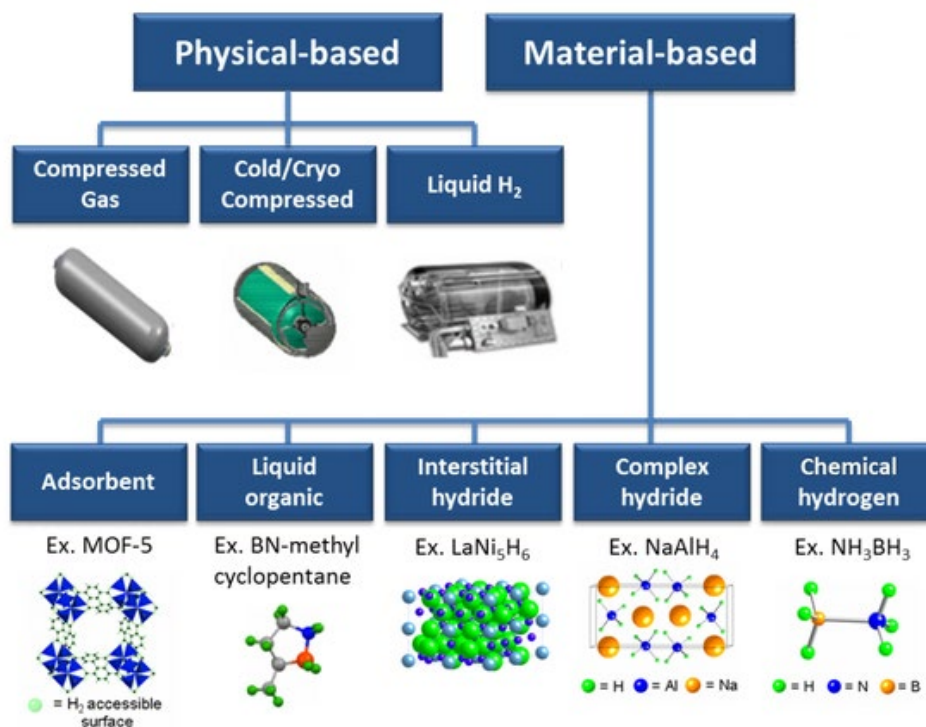 Physical-based
Material-based
Compressed
Gas
Cold/Cryo
Compressed
Liquid H₂
Adsorbent
Liquid
organic
Interstitial
hydride
Complex
hydride
Chemical
hydrogen
Ex. MOF-5
Ex. BN-methyl
cyclopentane
Ex. LaNi₅H₆
Ex. NaAlH₄
Ex. NH₃BH₃
= H₂ accessible
surface
= H = Al = Na
= H = N = B